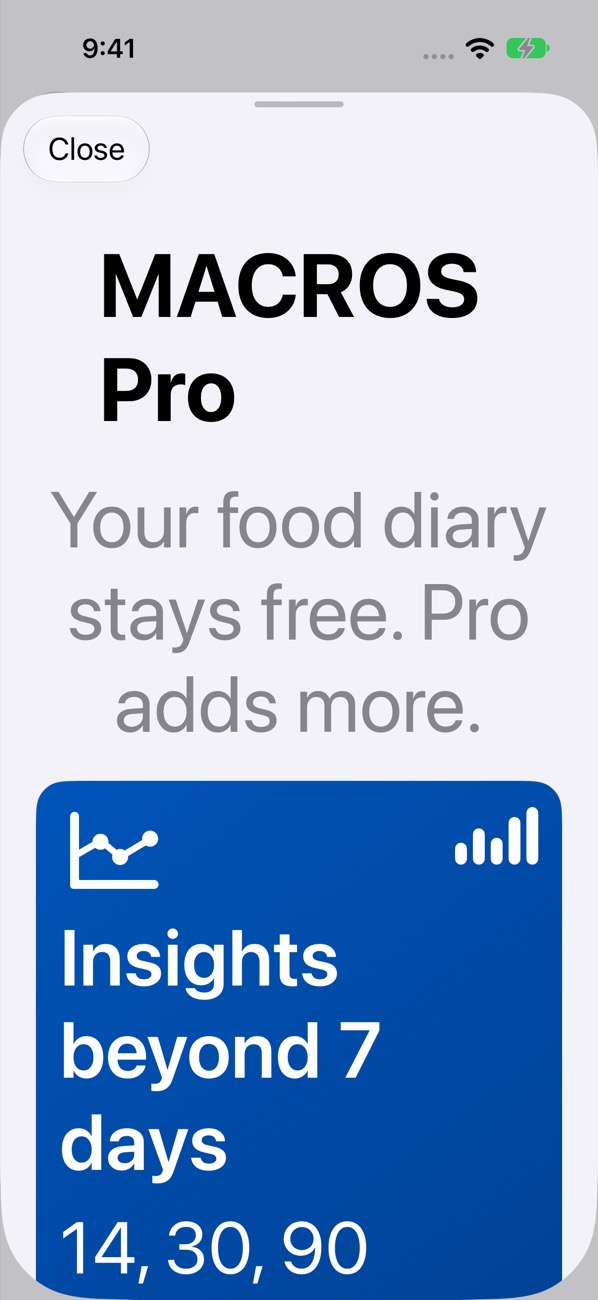 9:41
Close
MACROS
Pro
Your food diary
stays free. Pro
adds more.
Insights
beyond 7
days
14, 30, 90